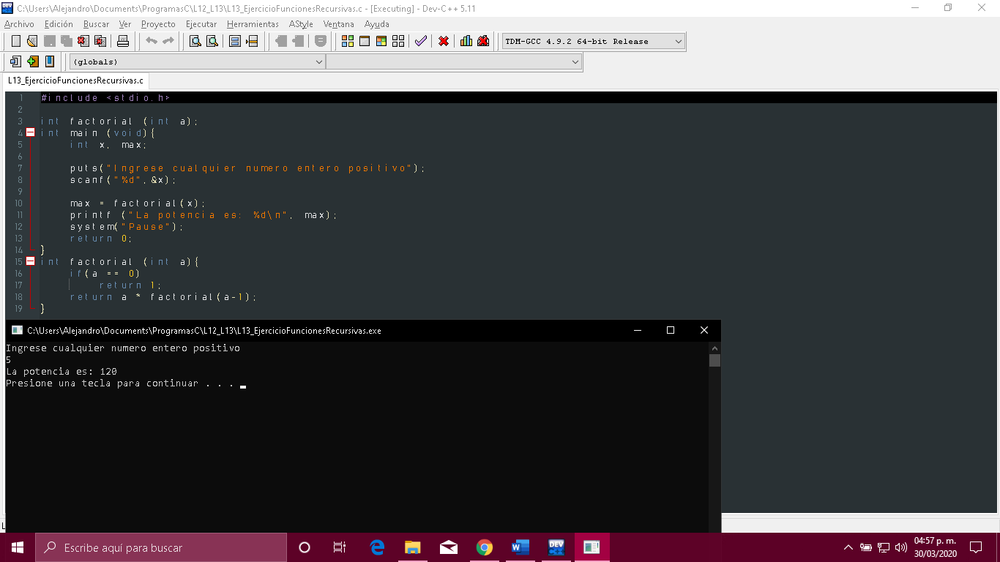 C:\Users\Alejandro\Documents\ProgramasC\L12_L13\L13_EjercicioFuncionesRecursivas.c - [Executing] - Dev-C++ 5.11
Archivo Edición Buscar Ver Proyecto Ejecutar Herramientas AStyle Ventana Ayuda
TDM-GCC 4.9.2 64-bit Release
(globals)
L13_EjercicioFuncionesRecursivas.c
1 #include <stdio.h>
2
3 int factorial (int a);
4 int main (void){
5 int x, max;
6
7 puts("Ingrese cualquier numero entero positivo");
8 scanf("%d",&x);
9
10 max = factorial(x);
11 printf ("La potencia es: %d\n", max);
12 system("Pause");
13 return 0;
14 }
15 int factorial (int a){
16 if(a == 0)
17 return 1;
18 return a * factorial(a-1);
19 }
C:\Users\Alejandro\Documents\ProgramasC\L12_L13\L13_EjercicioFuncionesRecursivas.exe
Ingrese cualquier numero entero positivo
5
La potencia es: 120
Presione una tecla para continuar . . .
Escribe aquí para buscar
DEV
04:57 p. m.
30/03/2020